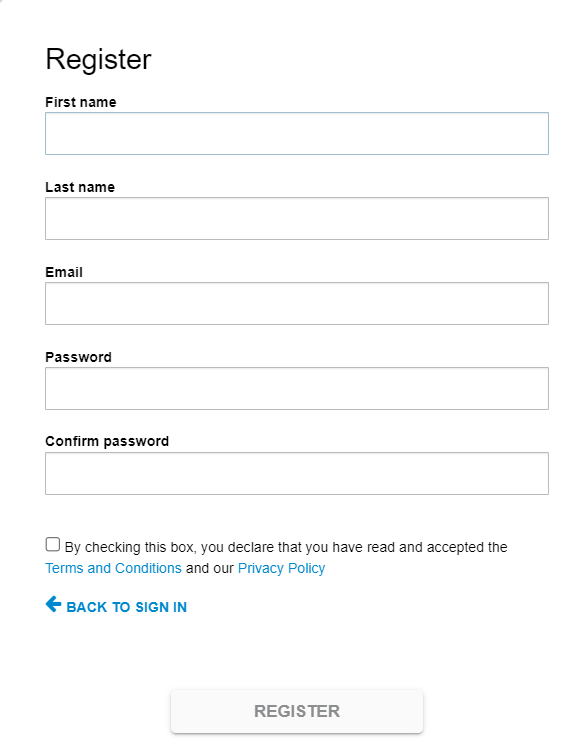 Register
First name
Last name
Email
Password
Confirm password
By checking this box, you declare that you have read and accepted the
Terms and Conditions and our Privacy Policy
BACK TO SIGN IN
REGISTER